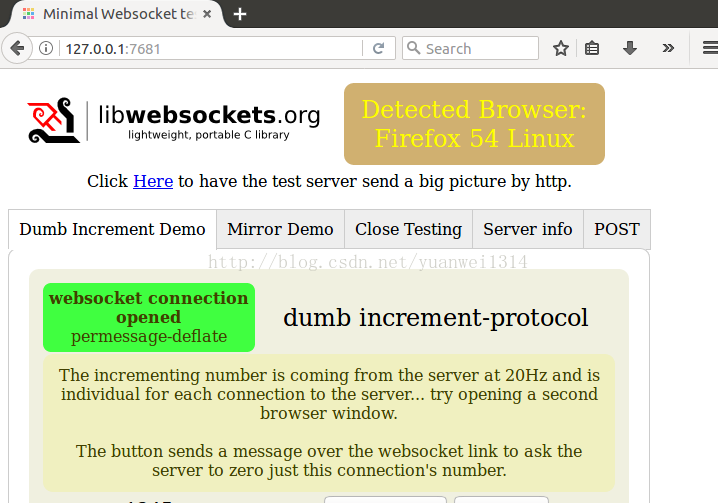 Minimal Websocket te
127.0.0.1:7681
Search
libwebsockets.org
lightweight, portable C library
Detected Browser:
Firefox 54 Linux
Click Here to have the test server send a big picture by http.
Dumb Increment Demo
Mirror Demo
Close Testing
Server info
POST
http://blog.csdn.net/yuanwei1314
websocket connection
opened
permessage-deflate
dumb increment-protocol
The incrementing number is coming from the server at 20Hz and is
individual for each connection to the server... try opening a second
browser window.
The button sends a message over the websocket link to ask the
server to zero just this connection's number.